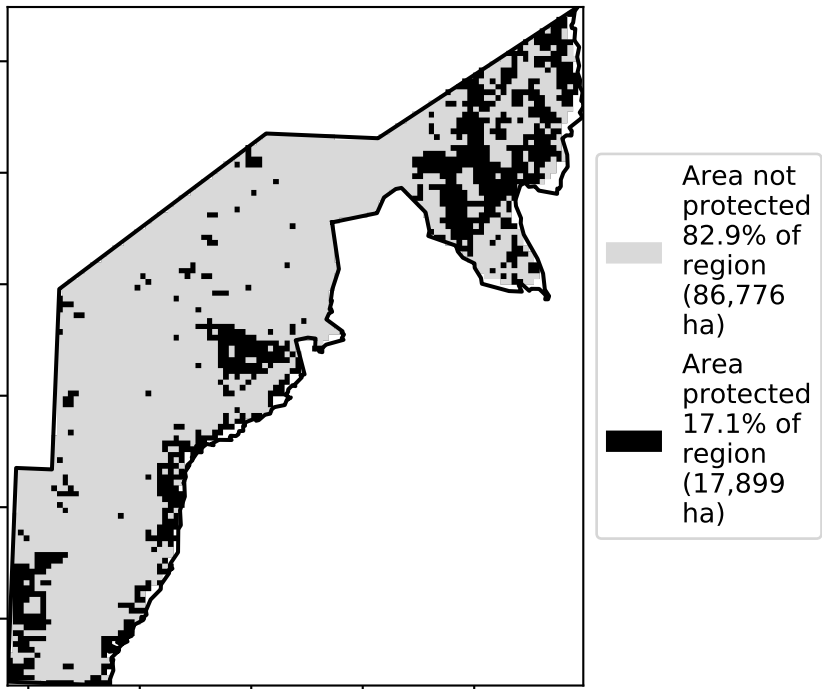 Area not
protected
82.9% of
region
(86,776
ha)
Area
protected
17.1% of
region
(17,899
ha)